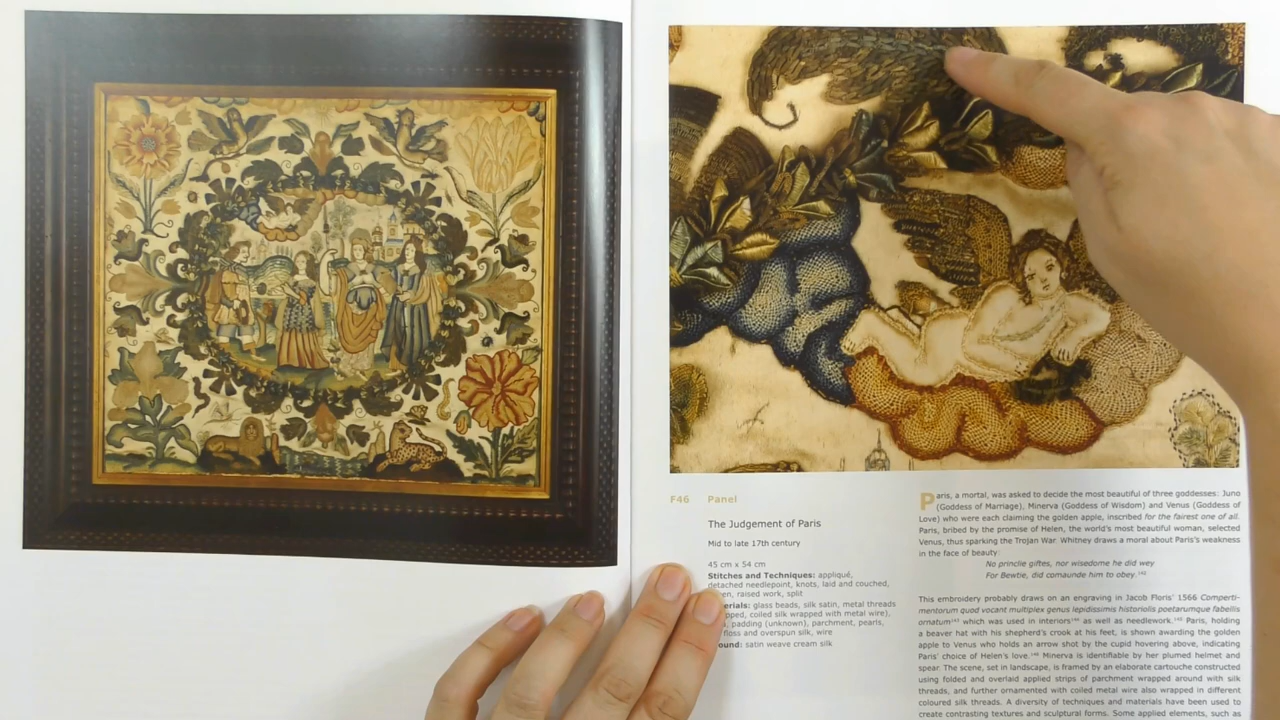 F46 Panel
The Judgement of Paris
Mid to late 17th century
45 cm x 54 cm
Stitches and Techniques: appliqué,
detached needlepoint, knots, laid and couched,
raised work, split
glass beads, silk satin, metal threads
coiled silk wrapped with metal wire),
padding (unknown), parchment, pearls,
floss and overspun silk, wire
satin weave cream silk
Paris, a mortal, was asked to decide the most beautiful of three goddesses: Juno
(Goddess of Marriage), Minerva (Goddess of Wisdom) and Venus (Goddess of
Love) who were each claiming the golden apple, inscribed for the fairest one of all.
Paris, bribed by the promise of Helen, the world's most beautiful woman, selected
Venus, thus sparking the Trojan War. Whitney draws a moral about Paris's weakness
in the face of beauty:
No princlie giftes, nor wisedome he did wey
For Bewtie, did comaunde him to obey.¹⁴²
This embroidery probably draws on an engraving in Jacob Floris' 1566 Comperti-
mentorum quod vocant multiplex genus lepidissimis historiolis poetarumque fabellis
ornatum¹⁴³ which was used in interiors as well as needlework. Paris, holding
a beaver hat with his shepherd's crook at his feet, is shown awarding the golden
apple to Venus who holds an arrow shot by the cupid hovering above, indicating
Paris' choice of Helen's love. Minerva is identifiable by her plumed helmet and
spear. The scene, set in landscape, is framed by an elaborate cartouche constructed
using folded and overlaid applied strips of parchment wrapped around with silk
threads, and further ornamented with coiled metal wire also wrapped in different
coloured silk threads. A diversity of techniques and materials have been used to
create contrasting textures and sculptural forms. Some applied elements, such as